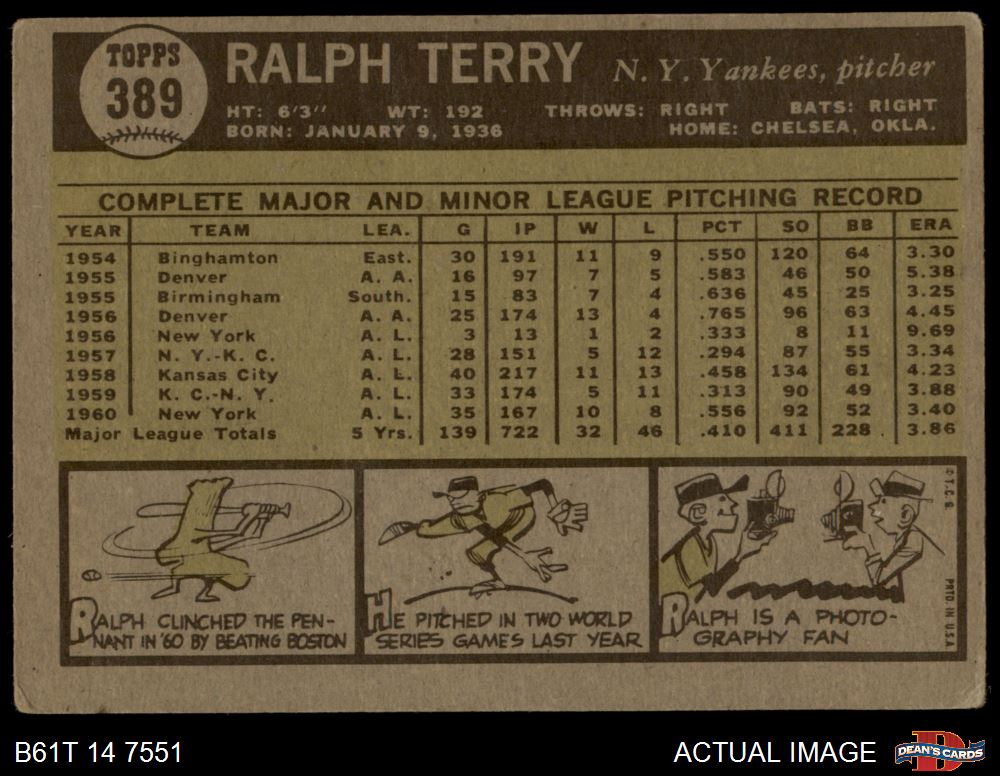 TOPPS
389
RALPH TERRY N. Y. Yankees, pitcher
HT: 6'3" WT: 192 THROWS: RIGHT BATS: RIGHT
BORN: JANUARY 9, 1936 HOME: CHELSEA, OKLA.
COMPLETE MAJOR AND MINOR LEAGUE PITCHING RECORD
YEAR TEAM LEA. G IP W L PCT SO BB ERA
1954 Binghamton East. 30 191 11 9 .550 120 64 3.30
1955 Denver A. A. 16 97 7 5 .583 46 50 5.38
1955 Birmingham South. 15 83 7 4 .636 45 25 3.25
1956 Denver A. A. 25 174 13 4 .765 96 63 4.45
1956 New York A. L. 3 13 1 2 .333 8 11 9.69
1957 N. Y.-K. C. A. L. 28 151 5 12 .294 87 55 3.34
1958 Kansas City A. L. 40 217 11 13 .458 134 61 4.23
1959 K. C.-N. Y. A. L. 33 174 5 11 .313 90 49 3.88
1960 New York A. L. 35 167 10 8 .556 92 52 3.40
Major League Totals 5 Yrs. 139 722 32 46 .410 411 228 3.86
RALPH CLINCHED THE PEN-
NANT IN '60 BY BEATING BOSTON
HE PITCHED IN TWO WORLD
SERIES GAMES LAST YEAR
RALPH IS A PHOTO-
GRAPHY FAN
© T. C. G. PRTD. IN U.S.A.
B61T 14 7551
ACTUAL IMAGE
D
DEAN'S CARDS